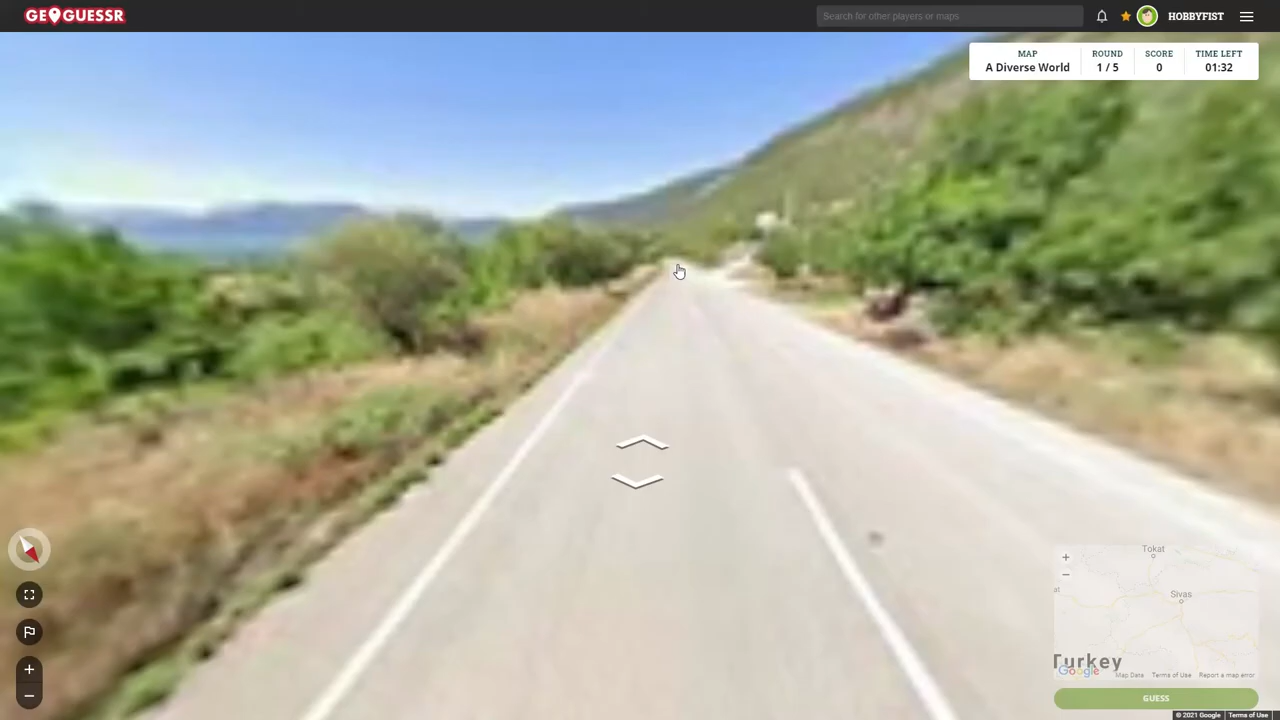 GEOGUESSR
Search for other players or maps
HOBBYFIST
MAP
A Diverse World
ROUND
1 / 5
SCORE
0
TIME LEFT
01:32
Tokat
Sivas
at
Turkey
Google
Map Data
Terms of Use
Report a map error
GUESS
© 2021 Google
Terms of Use